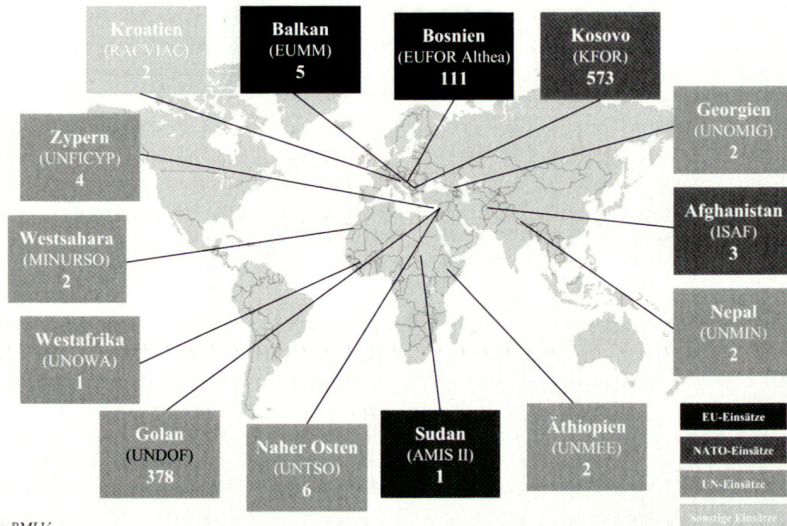 Kroatien
(RACVIAC)
2
Balkan
(EUMM)
5
Bosnien
(EUFOR Althea)
111
Kosovo
(KFOR)
573
Zypern
(UNFICYP)
4
Georgien
(UNOMIG)
2
Westsahara
(MINURSO)
2
Afghanistan
(ISAF)
3
Westafrika
(UNOWA)
1
Nepal
(UNMIN)
2
Golan
(UNDOF)
378
Naher Osten
(UNTSO)
6
Sudan
(AMIS II)
1
Äthiopien
(UNMEE)
2
EU-Einsätze
NATO-Einsätze
UN-Einsätze
Sonstige Einsätze